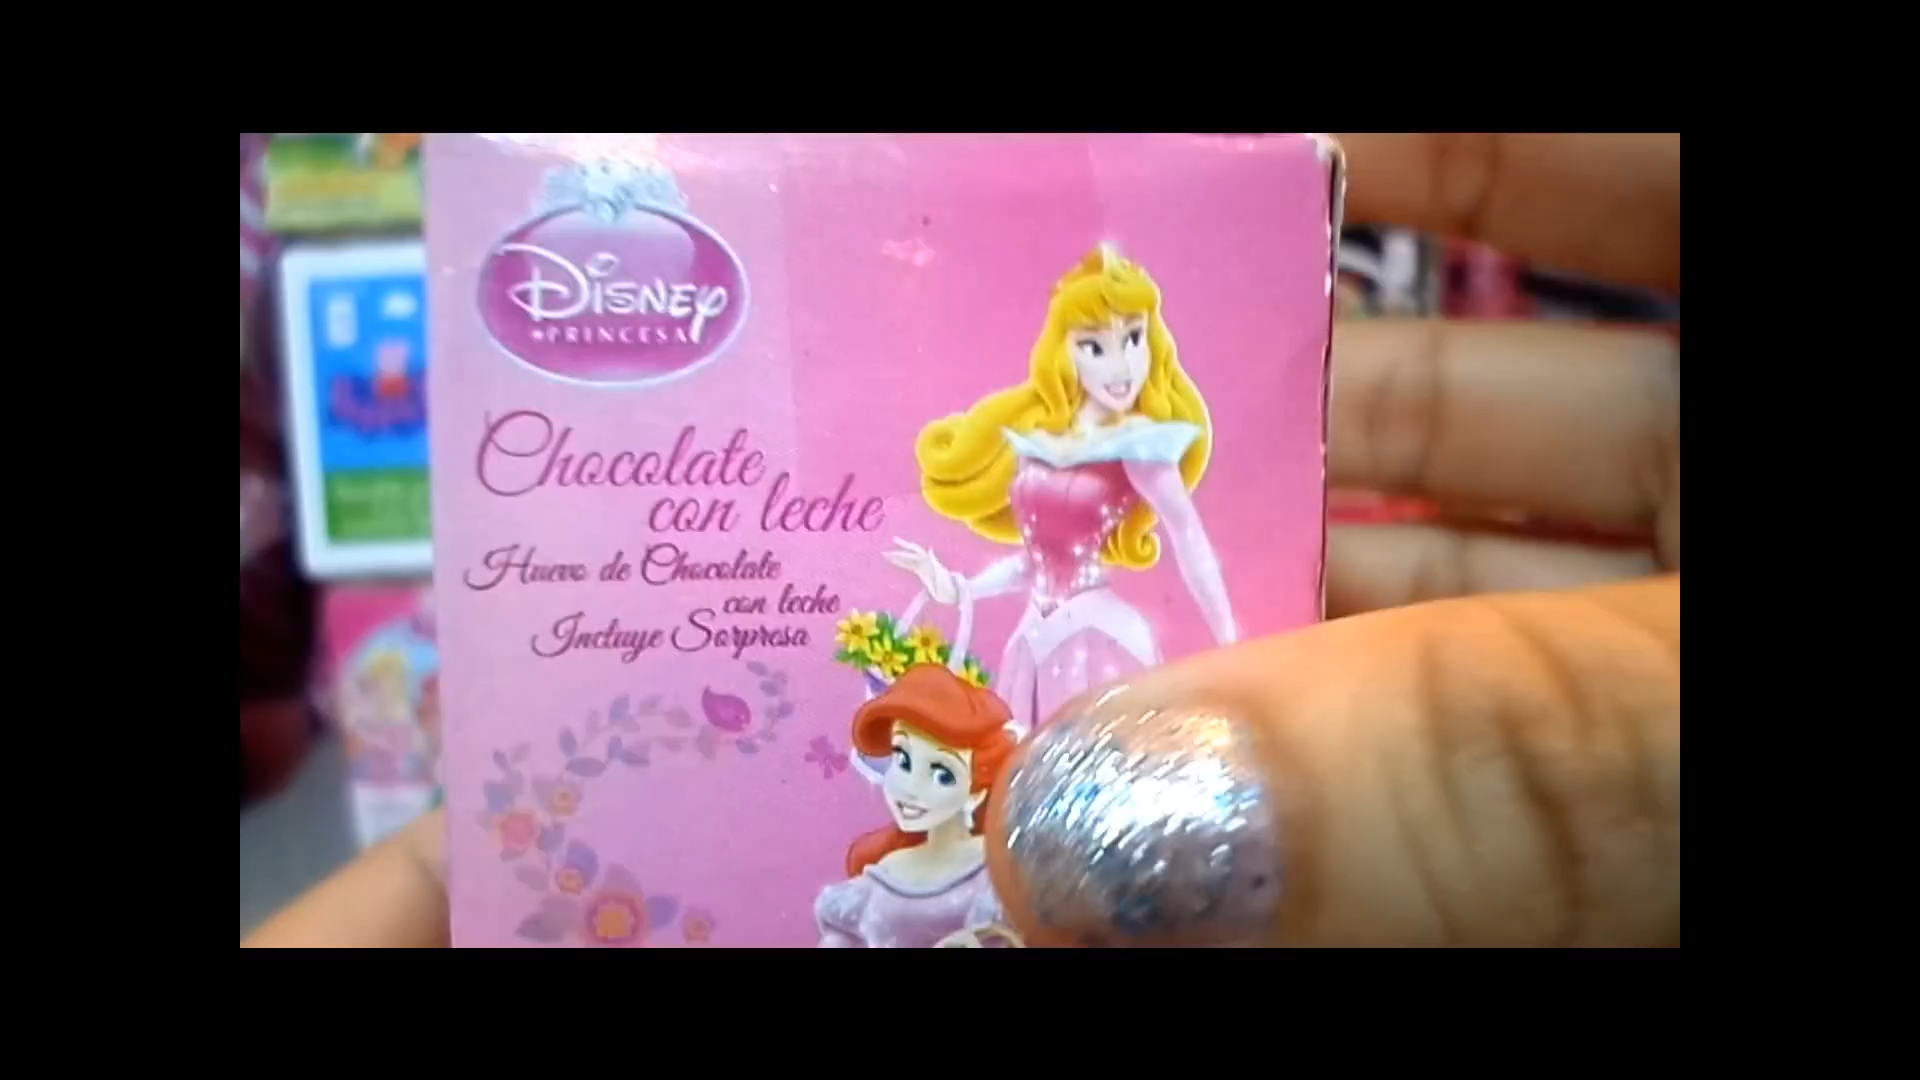 Disney
PRINCESA
Chocolate
con leche
Huevo de Chocolate
con leche
Incluye Sorpresa